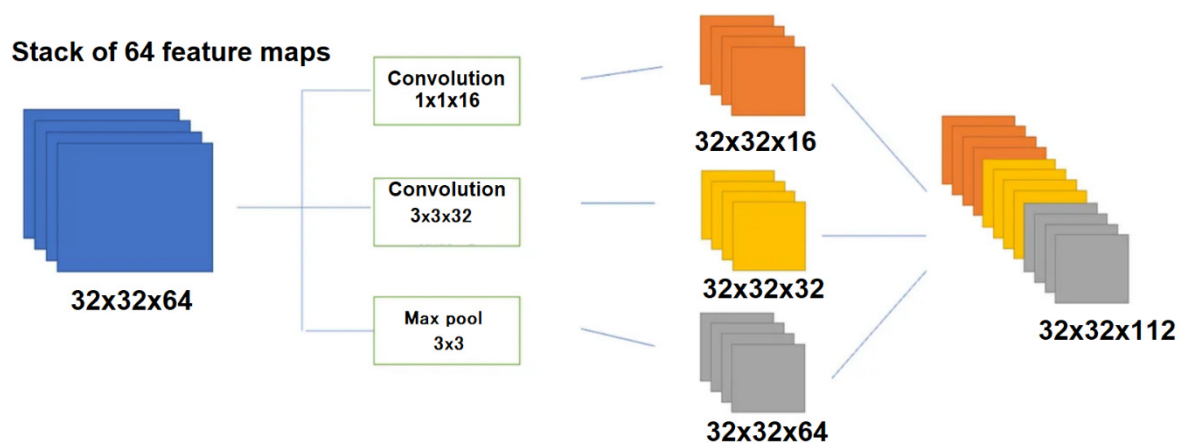 Stack of 64 feature maps
32x32x64
Convolution
1x1x16
Convolution
3x3x32
Max pool
3x3
32x32x16
32x32x32
32x32x64
32x32x112